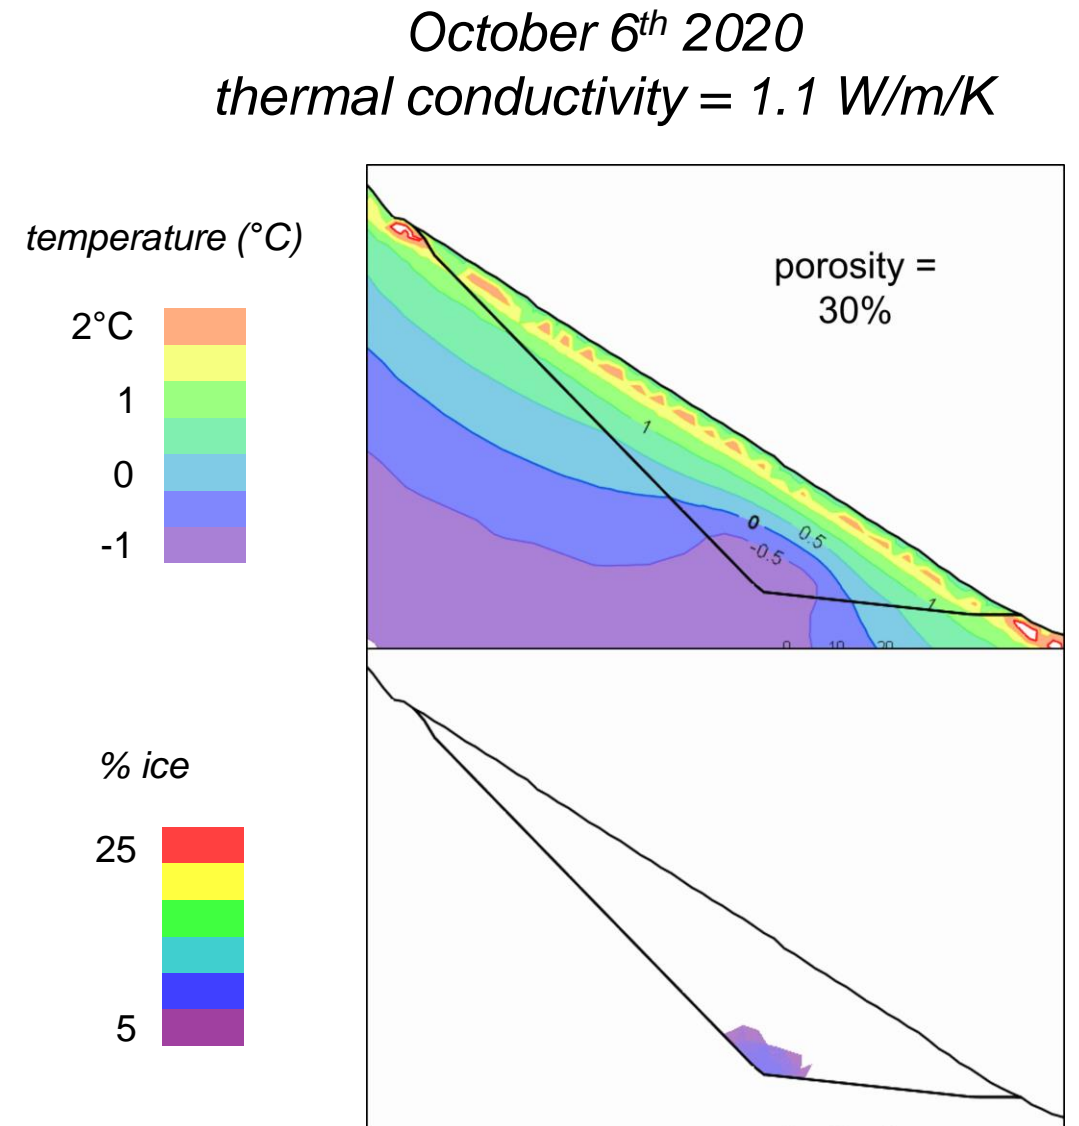 October 6th 2020
thermal conductivity = 1.1 W/m/K
temperature (°C)
2°C
1
0
-1
porosity =
30%
1
0
0.5
-0.5
1
0
10
20
% ice
25
5